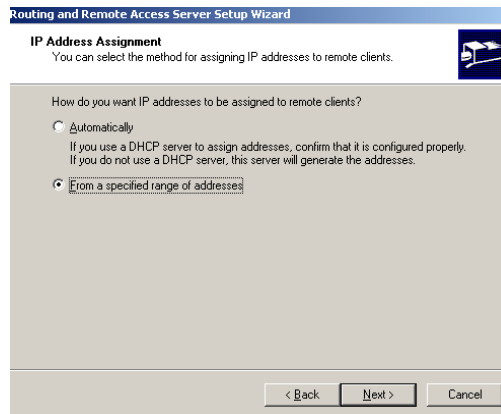 Routing and Remote Access Server Setup Wizard
IP Address Assignment
You can select the method for assigning IP addresses to remote clients.
How do you want IP addresses to be assigned to remote clients?
Automatically
If you use a DHCP server to assign addresses, confirm that it is configured properly.
If you do not use a DHCP server, this server will generate the addresses.
From a specified range of addresses
< Back Next > Cancel